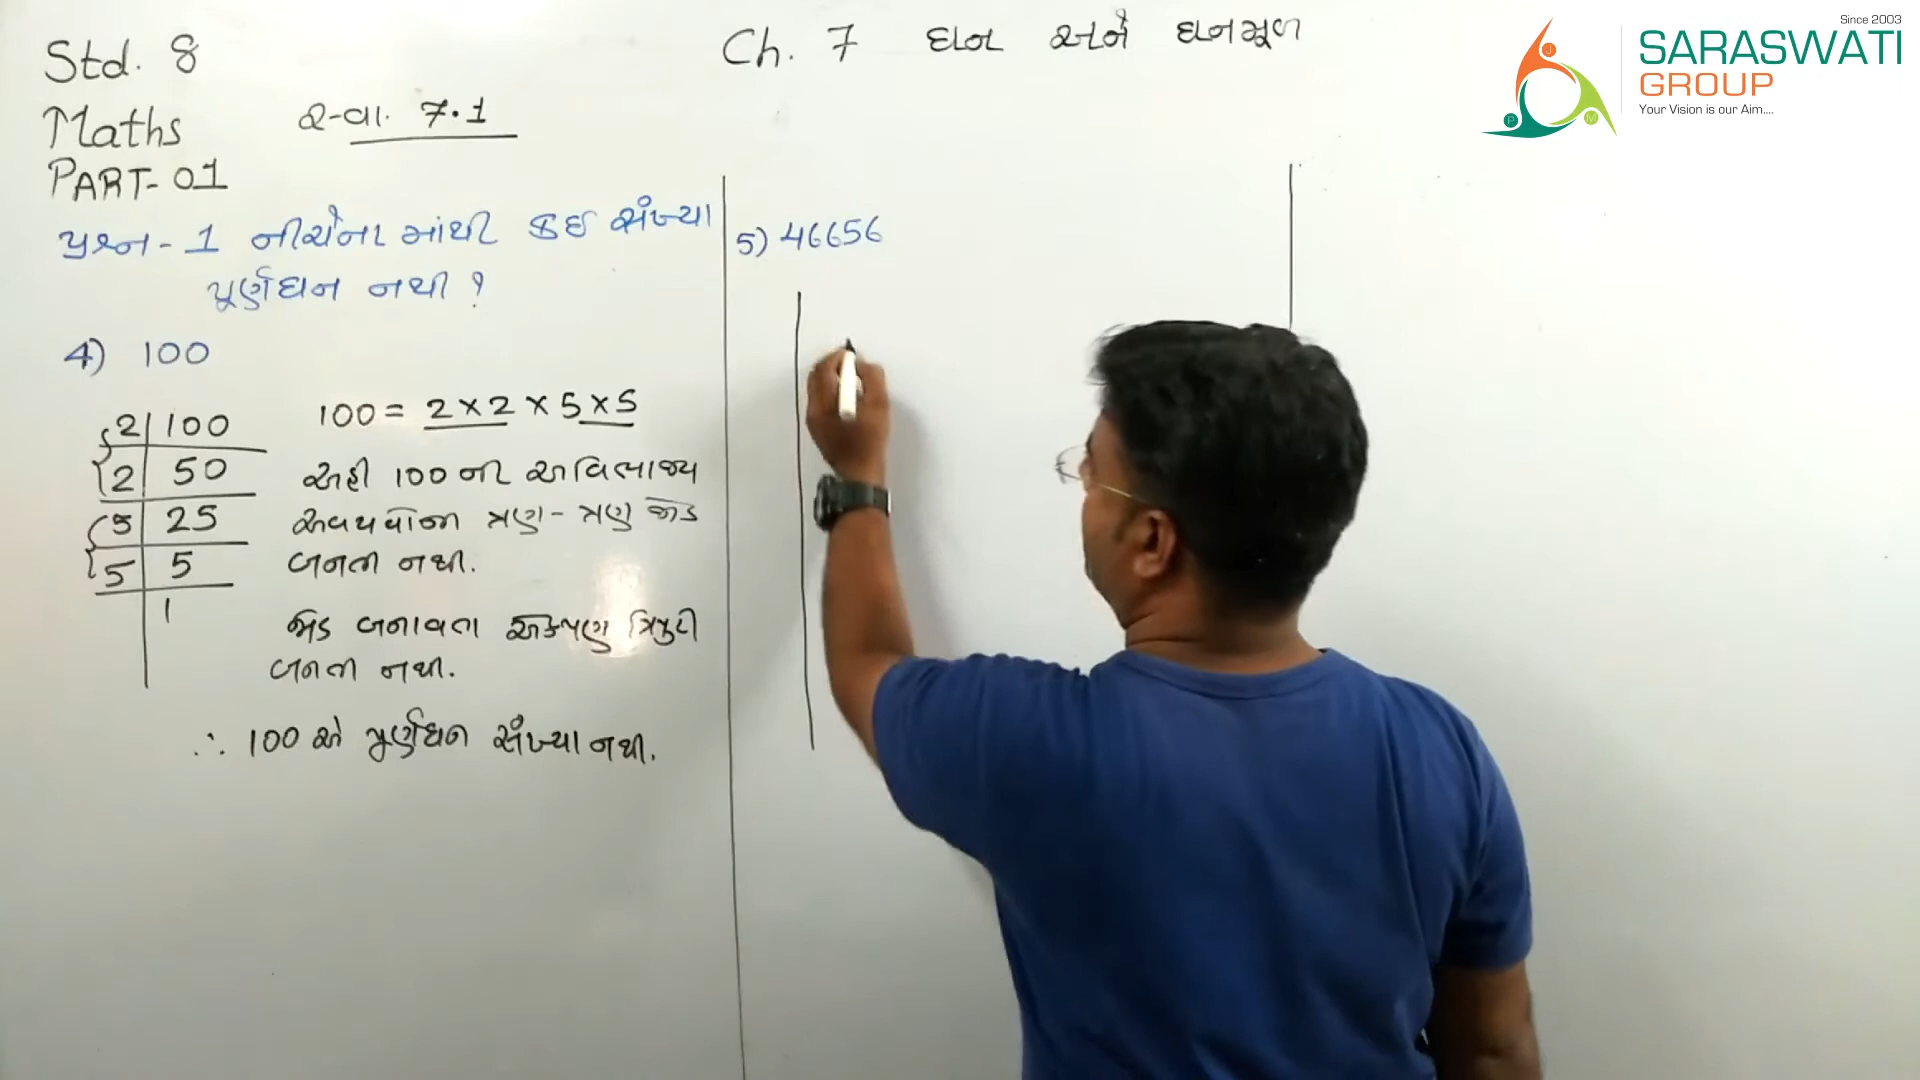 Std. 8
Maths
PART-01
સ્વા. 7.1
Ch. 7 ઘન અને ઘનમૂળ
Since 2003
SARASWATI
GROUP
Your Vision is our Aim....
પ્રશ્ન-1 નીચેના માંથી કઈ સંખ્યા
પૂર્ણઘન નથી ?
4) 100
2 | 100
2 | 50
5 | 25
5 | 5
1
100 = 2 × 2 × 5 × 5
અહી 100 ની અવિભાજ્ય
અવયવોના ત્રણ-ત્રણ જોડ
બનતી નથી.
જોડ બનાવતા એકપણ ત્રિપુટી
બનતી નથી.
∴ 100 એ પૂર્ણઘન સંખ્યા નથી.
5) 46656